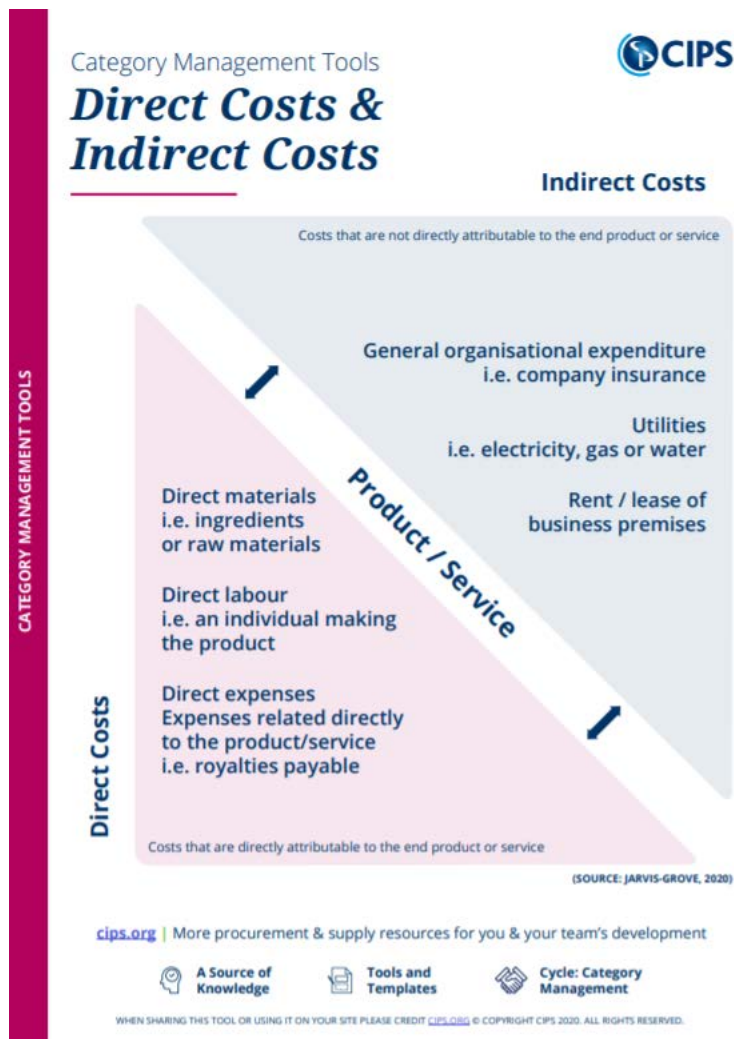 Category Management Tools
Direct Costs &
Indirect Costs
CIPS
Indirect Costs
Costs that are not directly attributable to the end product or service
General organisational expenditure
i.e. company insurance
Utilities
i.e. electricity, gas or water
Rent / lease of
business premises
Product / Service
Direct materials
i.e. ingredients
or raw materials
Direct labour
i.e. an individual making
the product
Direct expenses
Expenses related directly
to the product/service
i.e. royalties payable
Direct Costs
Costs that are directly attributable to the end product or service
CATEGORY MANAGEMENT TOOLS
(SOURCE: JARVIS-GROVE, 2020)
cips.org | More procurement & supply resources for you & your team's development
A Source of
Knowledge
Tools and
Templates
Cycle: Category
Management
WHEN SHARING THIS TOOL OR USING IT ON YOUR SITE PLEASE CREDIT CIPS.ORG © COPYRIGHT CIPS 2020. ALL RIGHTS RESERVED.